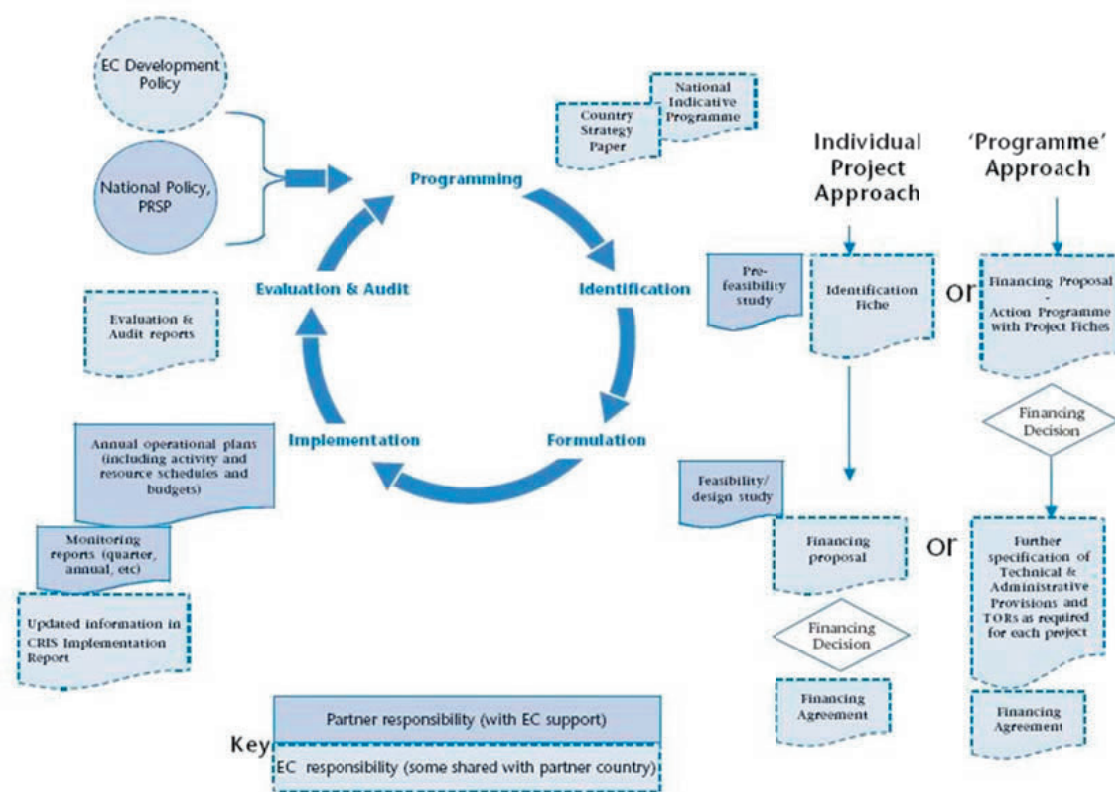 EC Development
Policy
National Policy,
PRSP
Programming
Country
Strategy
Paper
National
Indicative
Programme
Individual
Project
Approach
'Programme'
Approach
Evaluation & Audit
Identification
Pre-
feasibility
study
Identification
Fiche
or
Financing Proposal
-
Action Programme
with Project Fiches
Evaluation &
Audit reports
Financing
Decision
Implementation
Formulation
Annual operational plans
(including activity and
resource schedules and
budgets)
Feasibility/
design study
Monitoring
reports (quarter,
annual, etc)
Financing
proposal
or
Further
specification of
Technical &
Administrative
Provisions and
TORs as required
for each project
Updated information in
CRIS Implementation
Report
Financing
Decision
Financing
Agreement
Financing
Agreement
Key
Partner responsibility (with EC support)
EC responsibility (some shared with partner country)